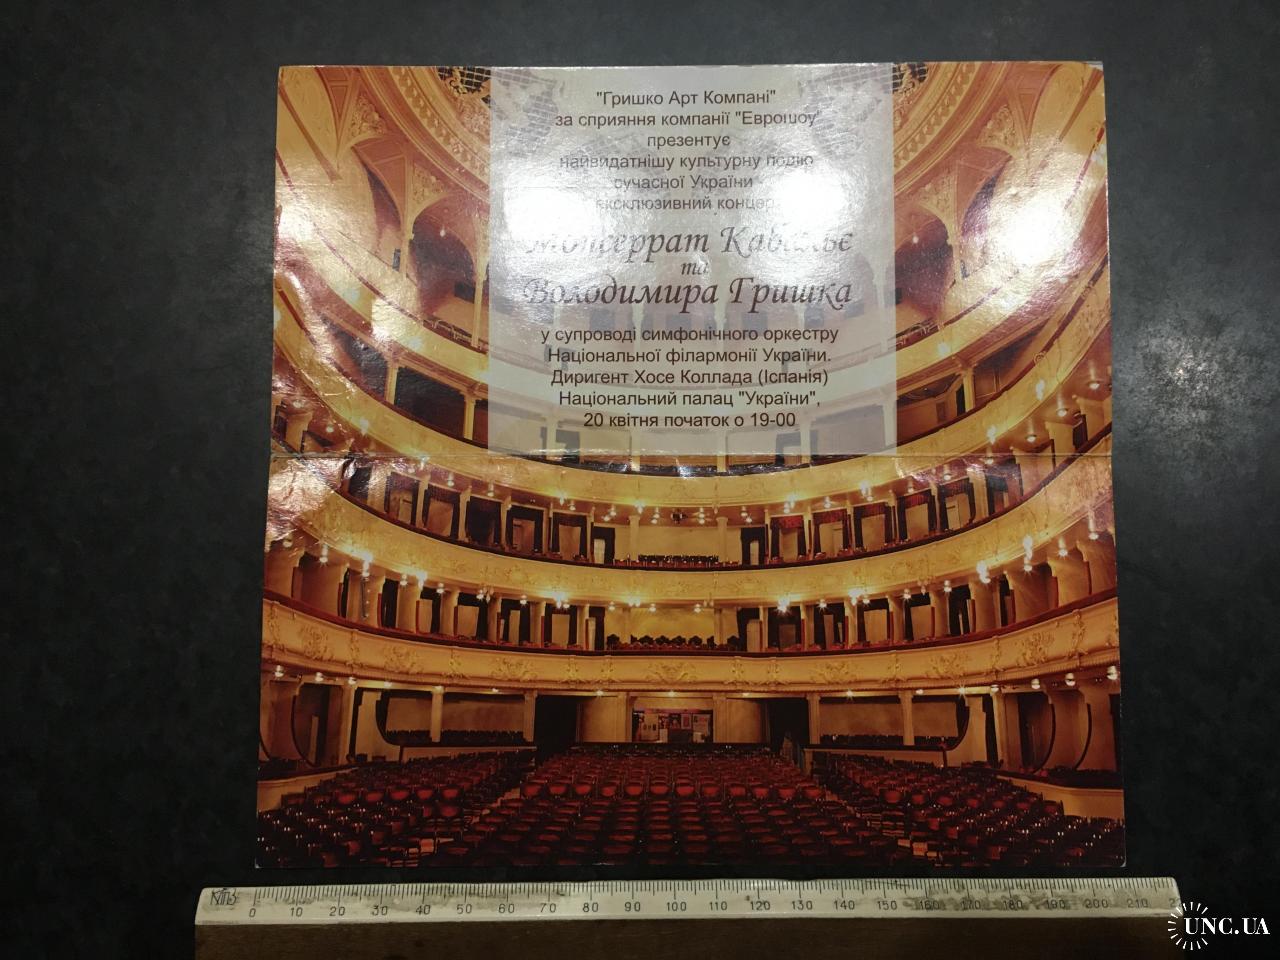 "Гришко Арт Компані"
за сприяння компанії "Еврошоу"
презентує
найвидатнішу культурну подію
сучасної України -
ексклюзивний концерт
Монсеррат Кабальє
та
Володимира Гришка
у супроводі симфонічного оркестру
Національної філармонії України.
Диригент Хосе Коллада (Іспанія)
Національний палац "України",
20 квітня початок о 19-00
0 10 20 30 40 50 60 70 80 90 100 110 120 130 140 150 160 170 180 190 200 210
UNC.UA